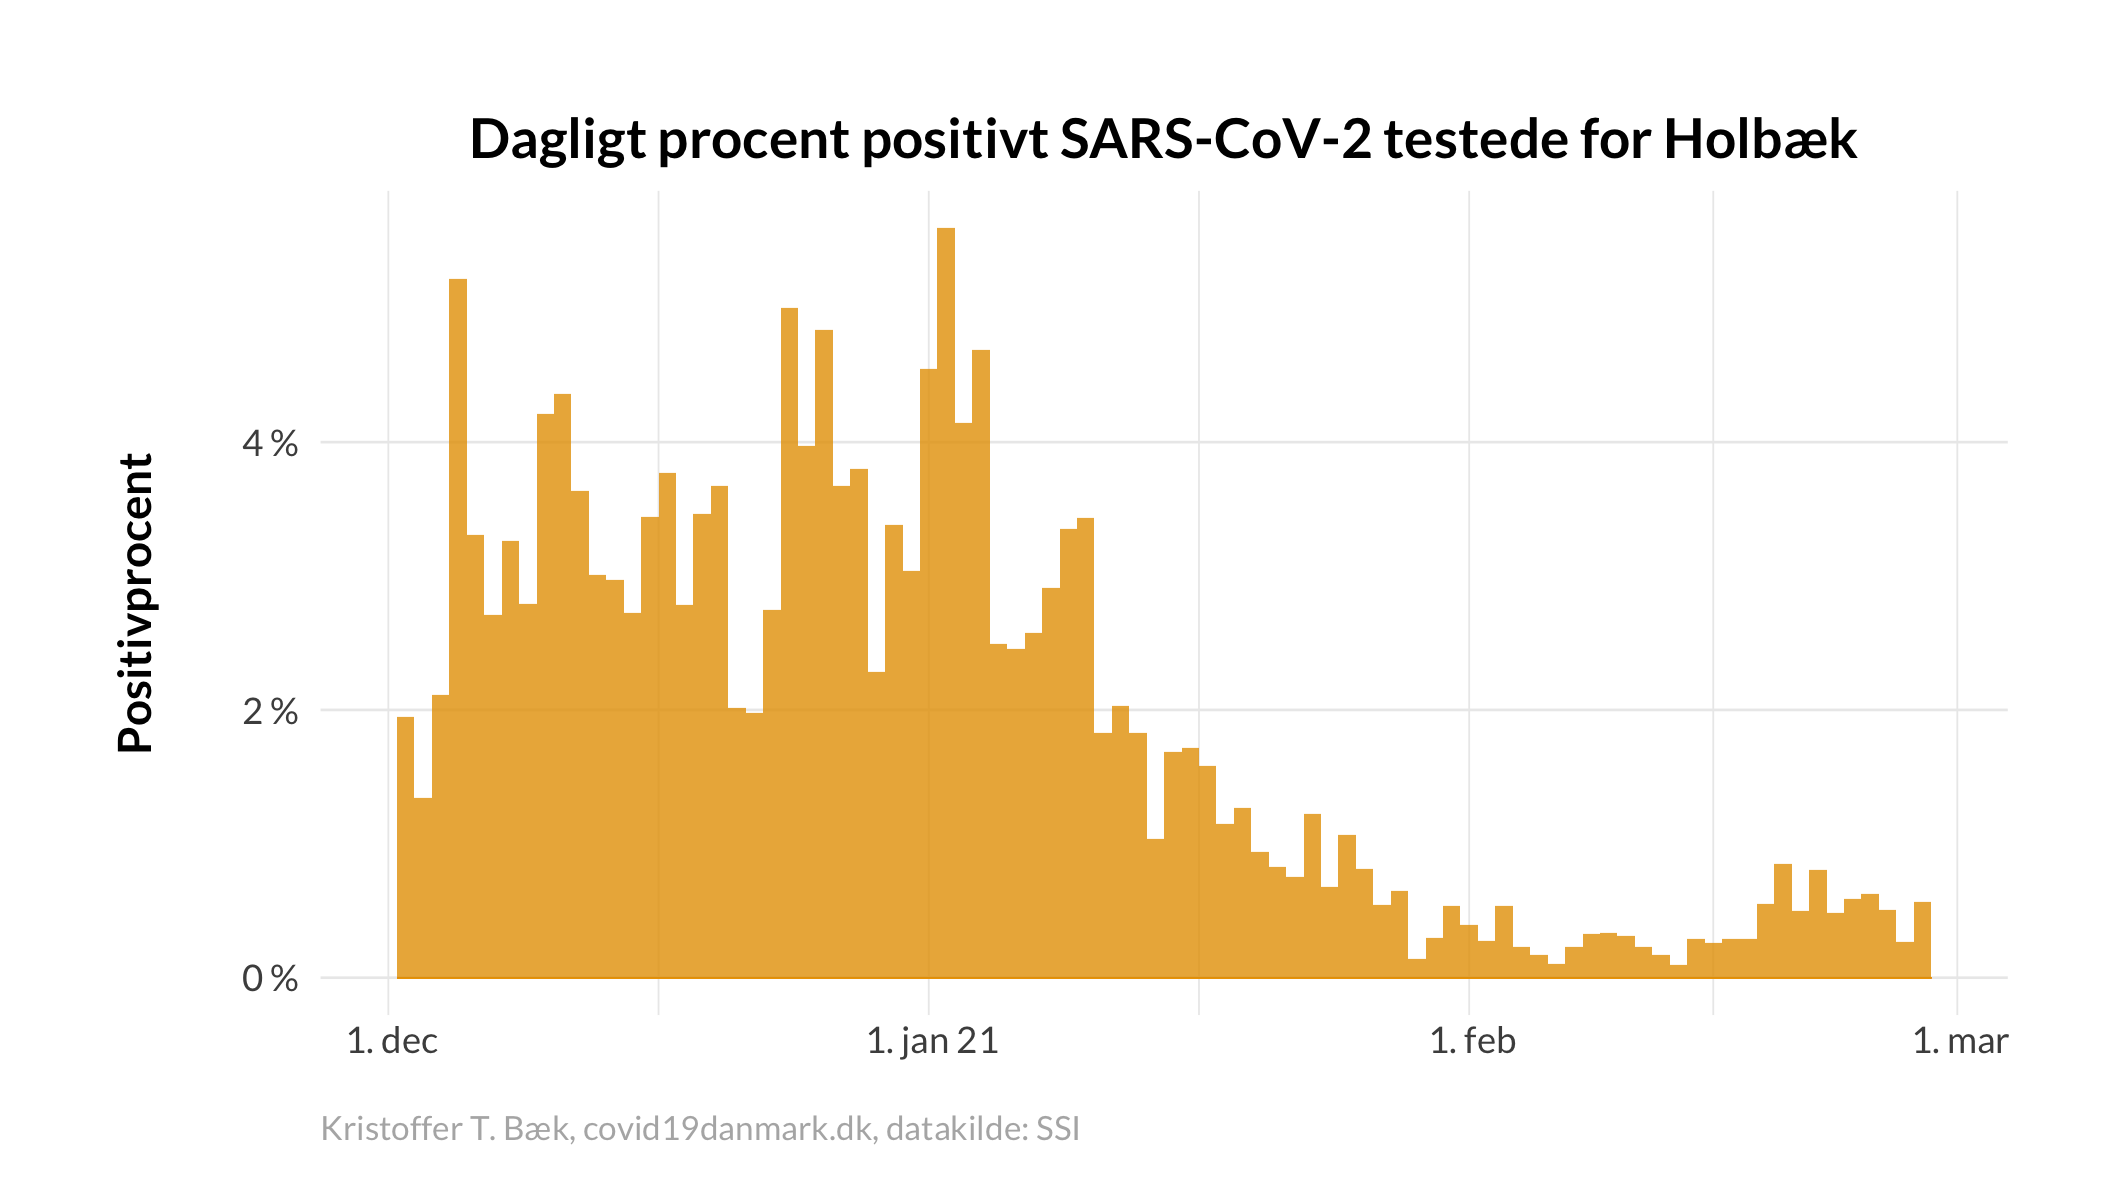 Dagligt procent positivt SARS-CoV-2 testede for Holbæk
Positivprocent
4 %
2 %
0 %
1. dec
1. jan 21
1. feb
1. mar
Kristoffer T. Bæk, covid19danmark.dk, datakilde: SSI